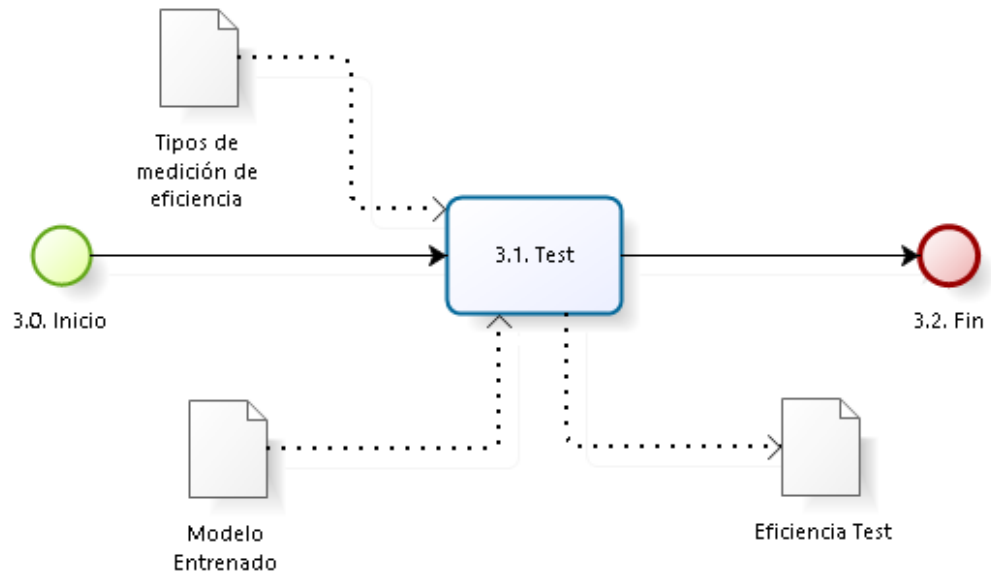 Tipos de
medición de
eficiencia
3.1. Test
3.0. Inicio
3.2. Fin
Modelo
Entrenado
Eficiencia Test